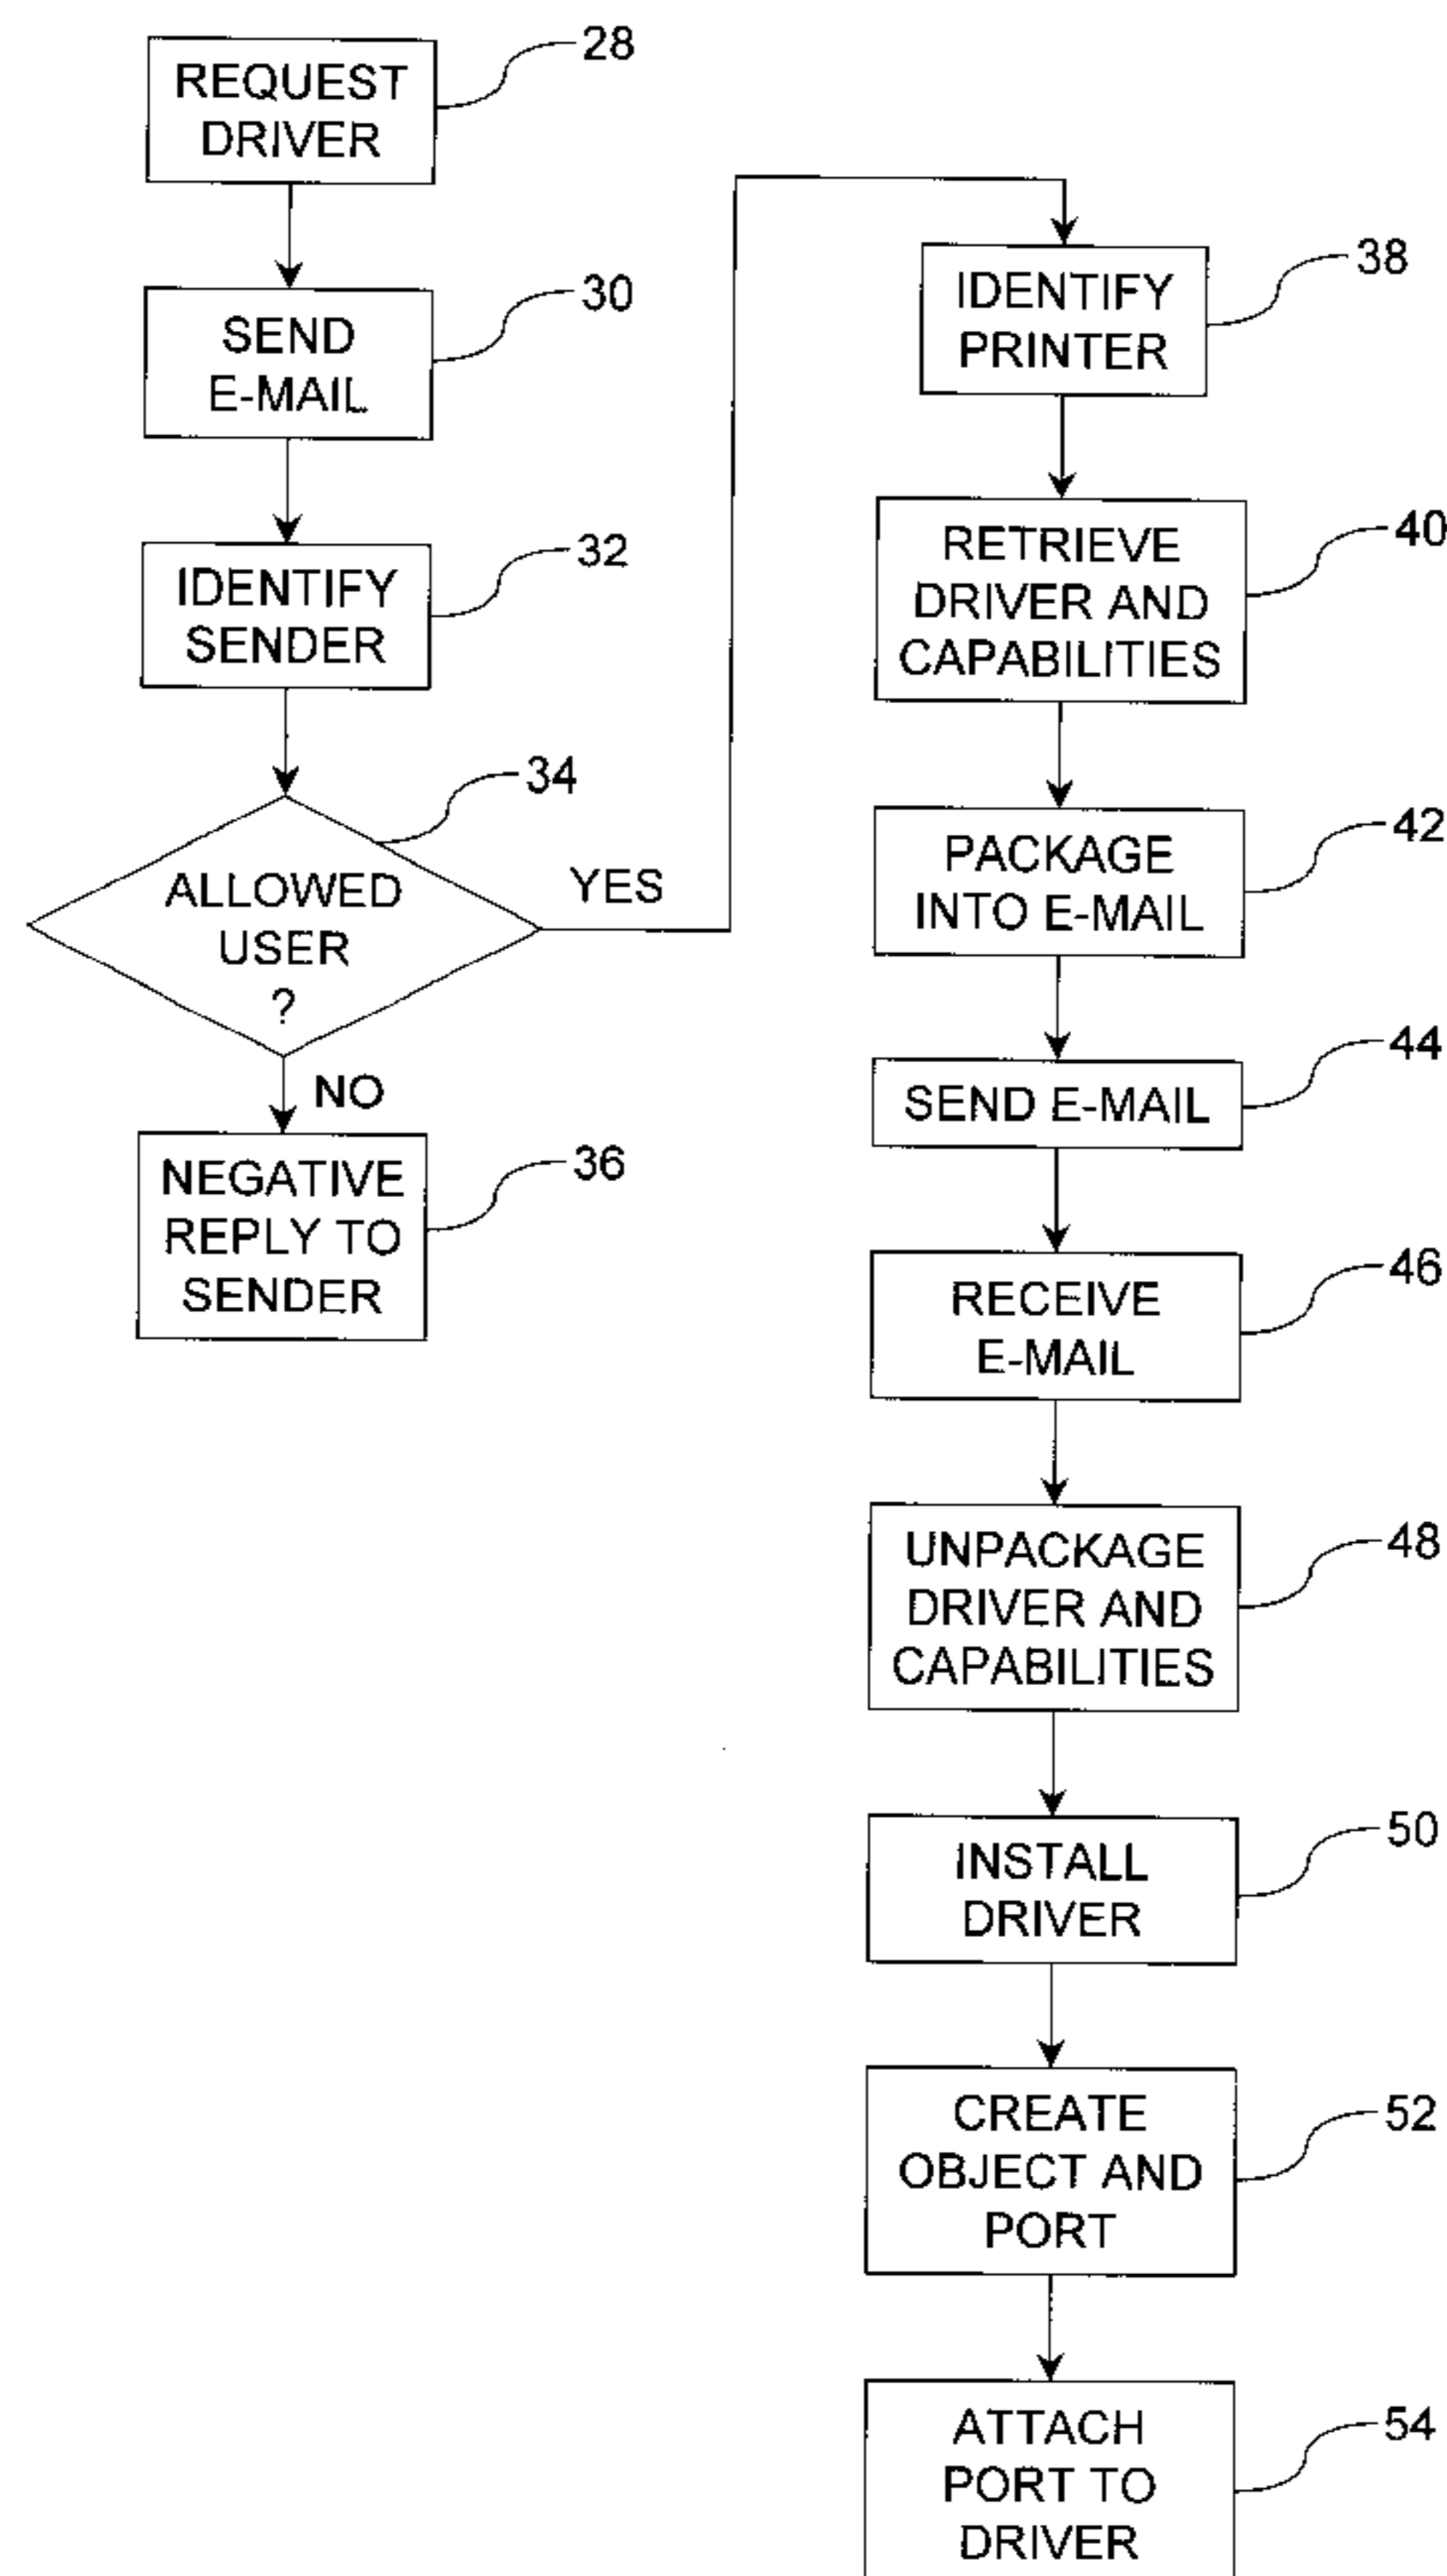 28
REQUEST
DRIVER
30
SEND
E-MAIL
32
IDENTIFY
SENDER
34
ALLOWED
USER
?
YES
NO
36
NEGATIVE
REPLY TO
SENDER
38
IDENTIFY
PRINTER
40
RETRIEVE
DRIVER AND
CAPABILITIES
42
PACKAGE
INTO E-MAIL
44
SEND E-MAIL
46
RECEIVE
E-MAIL
48
UNPACKAGE
DRIVER AND
CAPABILITIES
50
INSTALL
DRIVER
52
CREATE
OBJECT AND
PORT
54
ATTACH
PORT TO
DRIVER